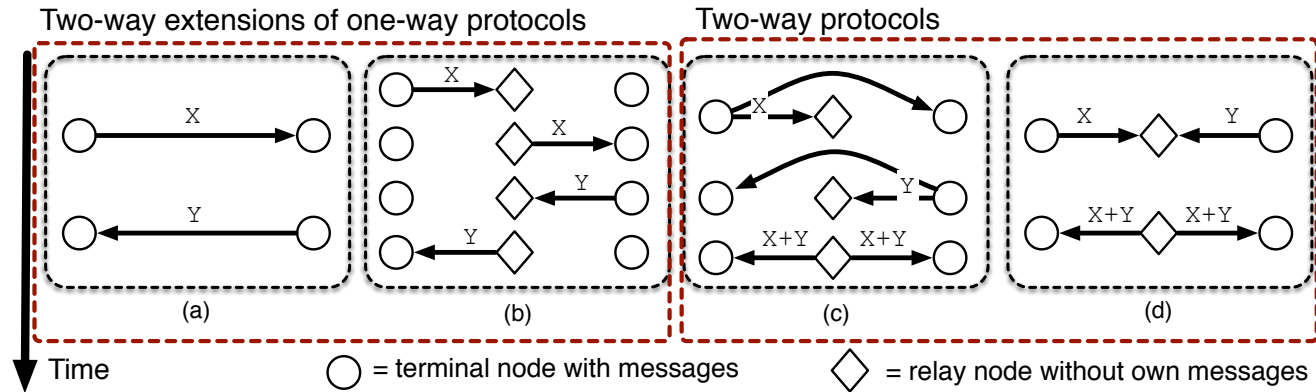 Two-way extensions of one-way protocols
Two-way protocols
X
Y
(a)
X
X
Y
Y
(b)
X
Y
X+Y X+Y
(c)
X Y
X+Y X+Y
(d)
Time
= terminal node with messages
= relay node without own messages